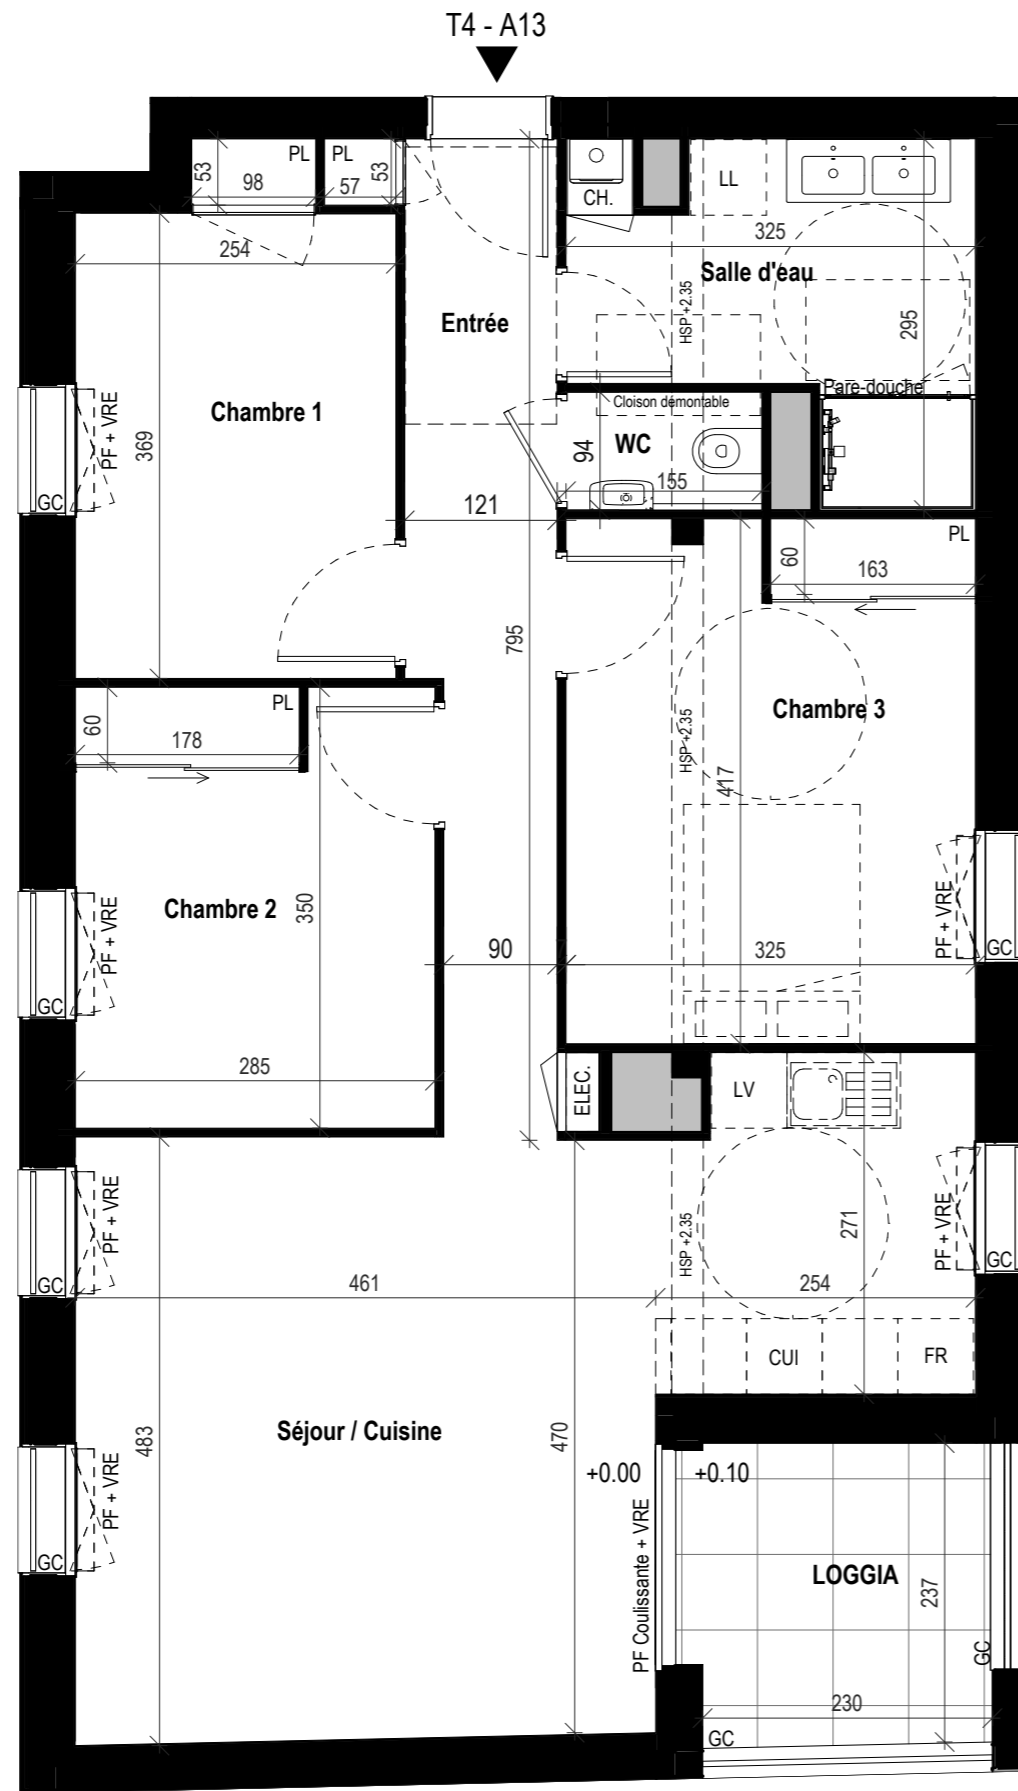 T4 - A13
PL
PL
53
98
57
53
CH.
LL
254
325
Salle d'eau
HSP +2.35
295
Entrée
Pare-douche
Chambre 1
Cloison démontable
369
PF + VRE
GC
94
WC
155
121
PL
60
163
795
PL
60
178
Chambre 3
HSP +2.35
417
Chambre 2
350
PF + VRE
GC
90
325
PF + VRE
GC
285
ELEC.
LV
PF + VRE
GC
HSP +2.35
271
PF + VRE
GC
461
254
CUI
FR
Séjour / Cuisine
483
470
PF + VRE
GC
+0.00
+0.10
PF Coulissante + VRE
LOGGIA
237
GC
230
GC